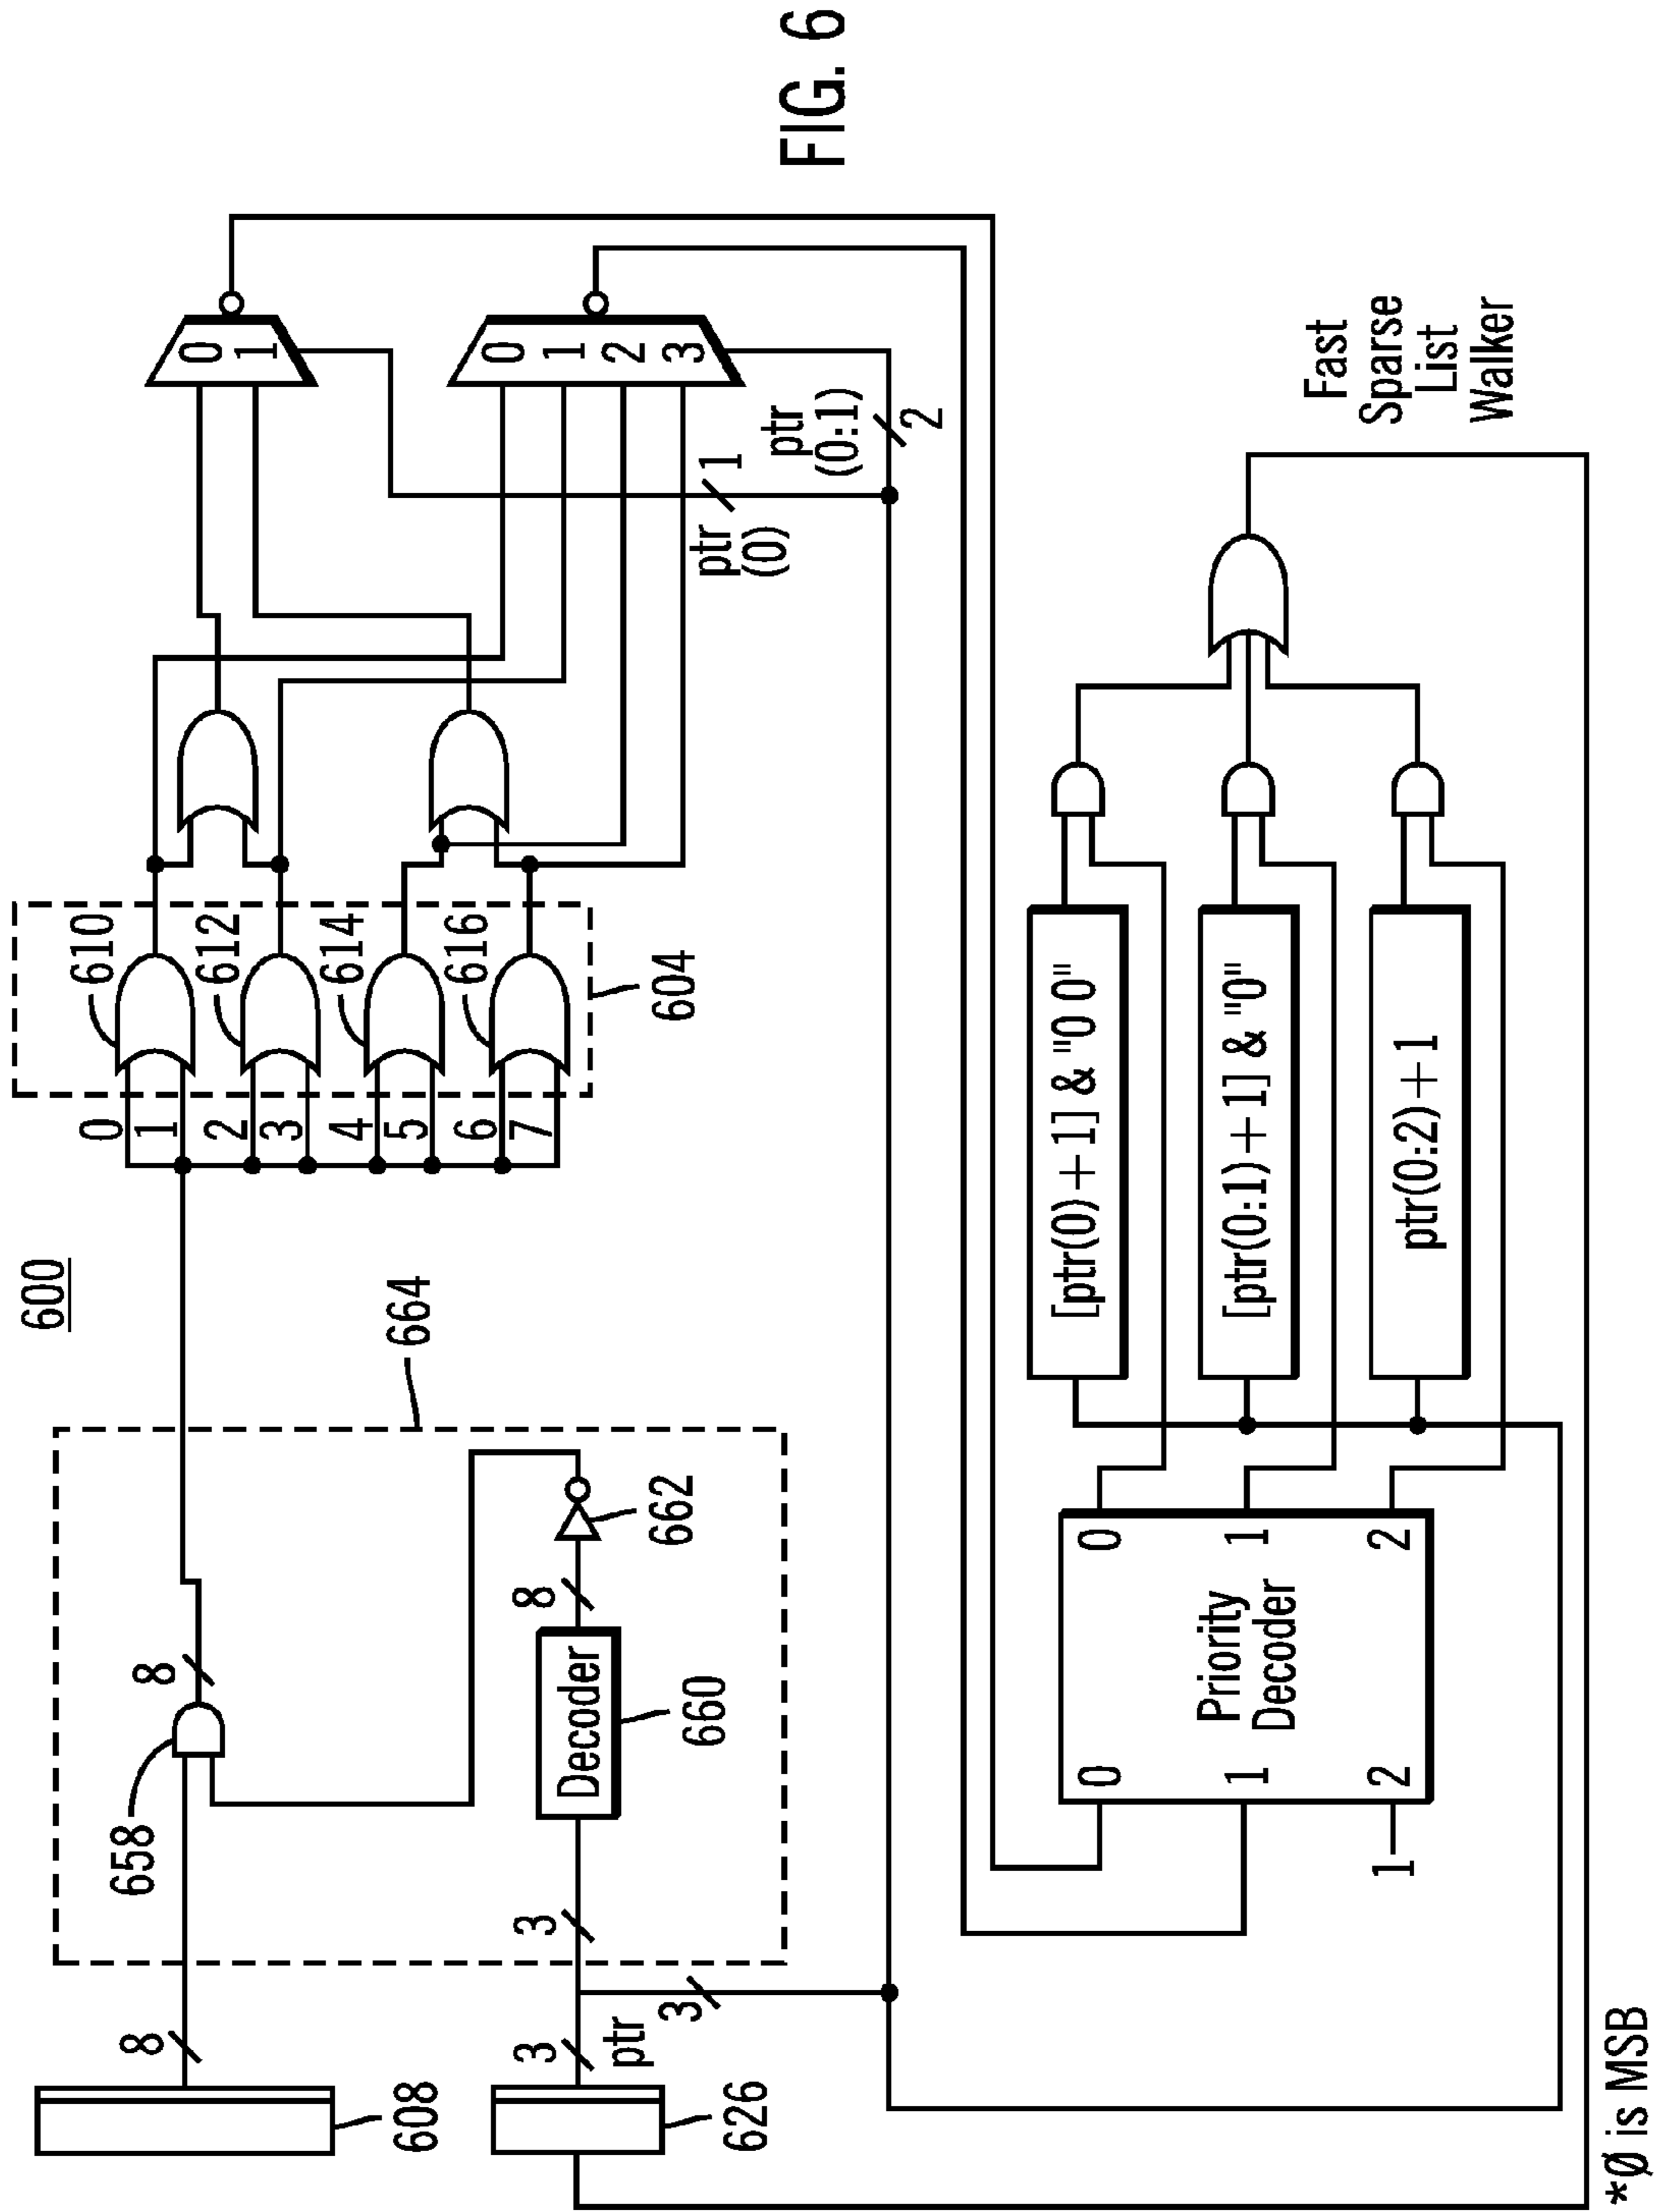 600
664
658
8
8
608
3
ptr
3
3
626
Decoder
660
8
662
0
1
2
3
4
5
6
7
610
612
614
616
604
0
1
0
1
2
3
ptr
(0)
1
ptr
(0:1)
2
FIG. 6
0
1
2
1
Priority
Decoder
0
1
2
[ptr(0)+1] & "0 0"
[ptr(0:1)+1] & "0"
ptr(0:2)+1
Fast
Sparse
List
Walker
*Ø is MSB